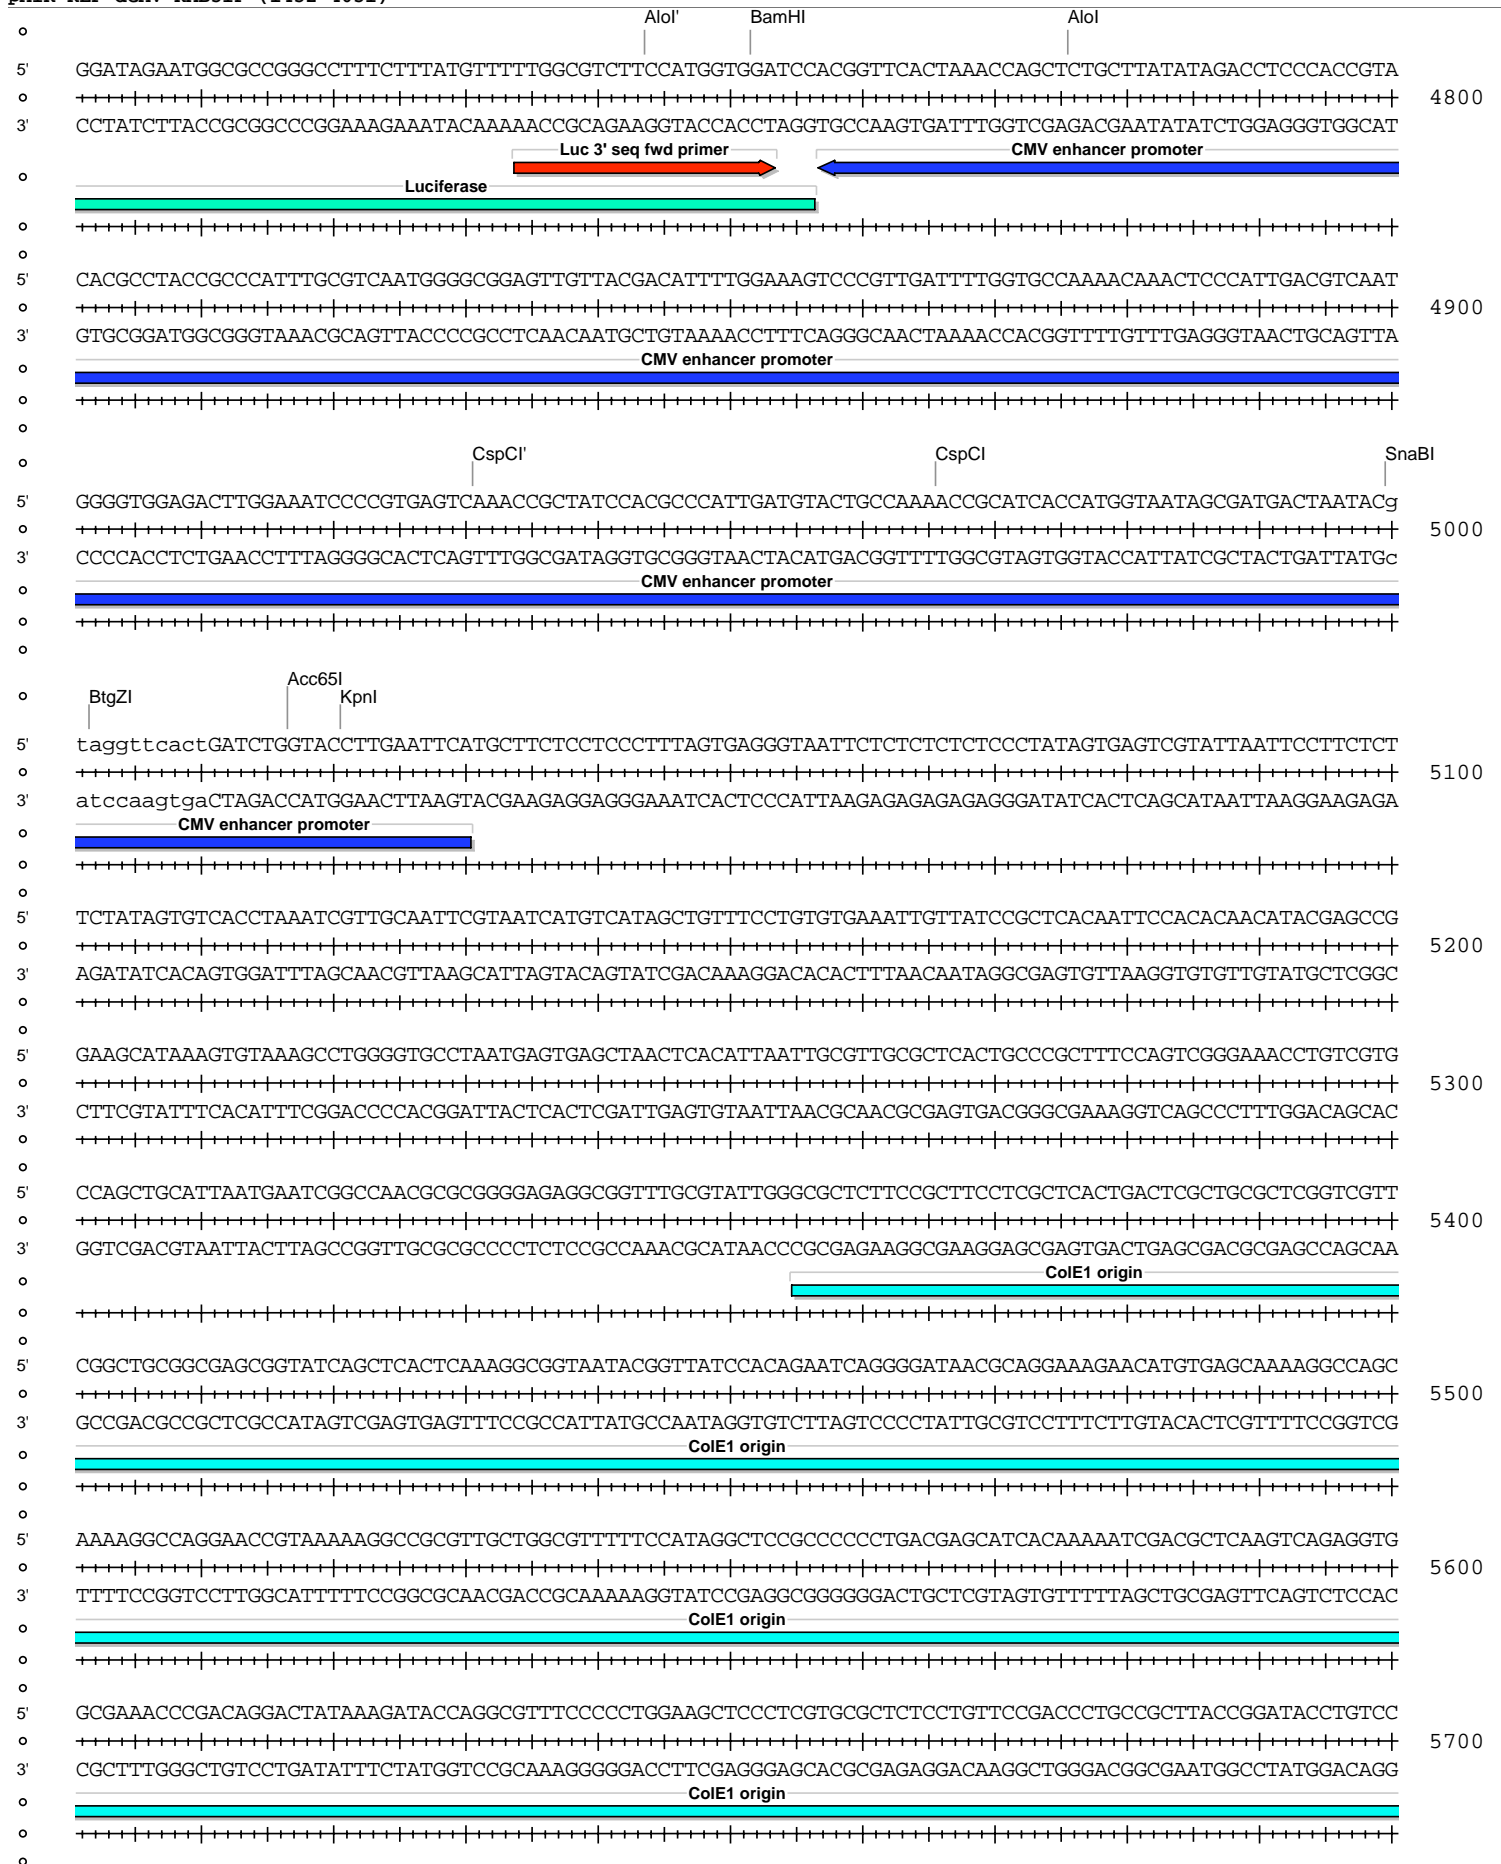 AloI' BamHI AloI
5' GGATAGAATGGCGCCGGGCCTTTCTTTATGTTTTTGGCGTCTTCCATGGTGGATCCACGGTTCACTAAACCAGCTCTGCTTATATAGACCTCCCACCGTA
4800
3' CCTATCTTACCGCGGCCCGGAAAGAAATACAAAAACCGCAGAAGGTACCACCTAGGTGCCAAGTGATTTGGTCGAGACGAATATATCTGGAGGGTGGCAT
Luc 3' seq fwd primer CMV enhancer promoter
Luciferase
5' CACGCCTACCGCCCATTTGCGTCAATGGGGCGGAGTTGTTACGACATTTTGGAAAGTCCCGTTGATTTTGGTGCCAAAACAAACTCCCATTGACGTCAAT
4900
3' GTGCGGATGGCGGGTAAACGCAGTTACCCCGCCTCAACAATGCTGTAAAACCTTTCAGGGCAACTAAAACCACGGTTTTGTTTGAGGGTAACTGCAGTTA
CMV enhancer promoter
CspCI' CspCI SnaBI
5' GGGGTGGAGACTTGGAAATCCCCGTGAGTCAAACCGCTATCCACGCCCATTGATGTACTGCCAAAACCGCATCACCATGGTAATAGCGATGACTAATACg
5000
3' CCCCACCTCTGAACCTTTAGGGGCACTCAGTTTGGCGATAGGTGCGGGTAACTACATGACGGTTTTGGCGTAGTGGTACCATTATCGCTACTGATTATGc
CMV enhancer promoter
BtgZI Acc65I KpnI
5' taggttcactGATCTGGTACCTTGAATTCATGCTTCTCCTCCCTTTAGTGAGGGTAATTCTCTCTCTCTCCCTATAGTGAGTCGTATTAATTCCTTCTCT
5100
3' atccaagtgaCTAGACCATGGAACTTAAGTACGAAGAGGAGGGAAATCACTCCCATTAAGAGAGAGAGAGGGATATCACTCAGCATAATTAAGGAAGAGA
CMV enhancer promoter
5' TCTATAGTGTCACCTAAATCGTTGCAATTCGTAATCATGTCATAGCTGTTTCCTGTGTGAAATTGTTATCCGCTCACAATTCCACACAACATACGAGCCG
5200
3' AGATATCACAGTGGATTTAGCAACGTTAAGCATTAGTACAGTATCGACAAAGGACACACTTTAACAATAGGCGAGTGTTAAGGTGTGTTGTATGCTCGGC
5' GAAGCATAAAGTGTAAAGCCTGGGGTGCCTAATGAGTGAGCTAACTCACATTAATTGCGTTGCGCTCACTGCCCGCTTTCCAGTCGGGAAACCTGTCGTG
5300
3' CTTCGTATTTCACATTTCGGACCCCACGGATTACTCACTCGATTGAGTGTAATTAACGCAACGCGAGTGACGGGCGAAAGGTCAGCCCTTTGGACAGCAC
5' CCAGCTGCATTAATGAATCGGCCAACGCGCGGGGAGAGGCGGTTTGCGTATTGGGCGCTCTTCCGCTTCCTCGCTCACTGACTCGCTGCGCTCGGTCGTT
5400
3' GGTCGACGTAATTACTTAGCCGGTTGCGCGCCCCTCTCCGCCAAACGCATAACCCGCGAGAAGGCGAAGGAGCGAGTGACTGAGCGACGCGAGCCAGCAA
ColE1 origin
5' CGGCTGCGGCGAGCGGTATCAGCTCACTCAAAGGCGGTAATACGGTTATCCACAGAATCAGGGGATAACGCAGGAAAGAACATGTGAGCAAAAGGCCAGC
5500
3' GCCGACGCCGCTCGCCATAGTCGAGTGAGTTTCCGCCATTATGCCAATAGGTGTCTTAGTCCCCTATTGCGTCCTTTCTTGTACACTCGTTTTCCGGTCG
ColE1 origin
5' AAAAGGCCAGGAACCGTAAAAAGGCCGCGTTGCTGGCGTTTTTCCATAGGCTCCGCCCCCCTGACGAGCATCACAAAAATCGACGCTCAAGTCAGAGGTG
5600
3' TTTTCCGGTCCTTGGCATTTTTCCGGCGCAACGACCGCAAAAAGGTATCCGAGGCGGGGGGACTGCTCGTAGTGTTTTTAGCTGCGAGTTCAGTCTCCAC
ColE1 origin
5' GCGAAACCCGACAGGACTATAAAGATACCAGGCGTTTCCCCCTGGAAGCTCCCTCGTGCGCTCTCCTGTTCCGACCCTGCCGCTTACCGGATACCTGTCC
5700
3' CGCTTTGGGCTGTCCTGATATTTCTATGGTCCGCAAAGGGGGACCTTCGAGGGAGCACGCGAGAGGACAAGGCTGGGACGGCGAATGGCCTATGGACAGG
ColE1 origin